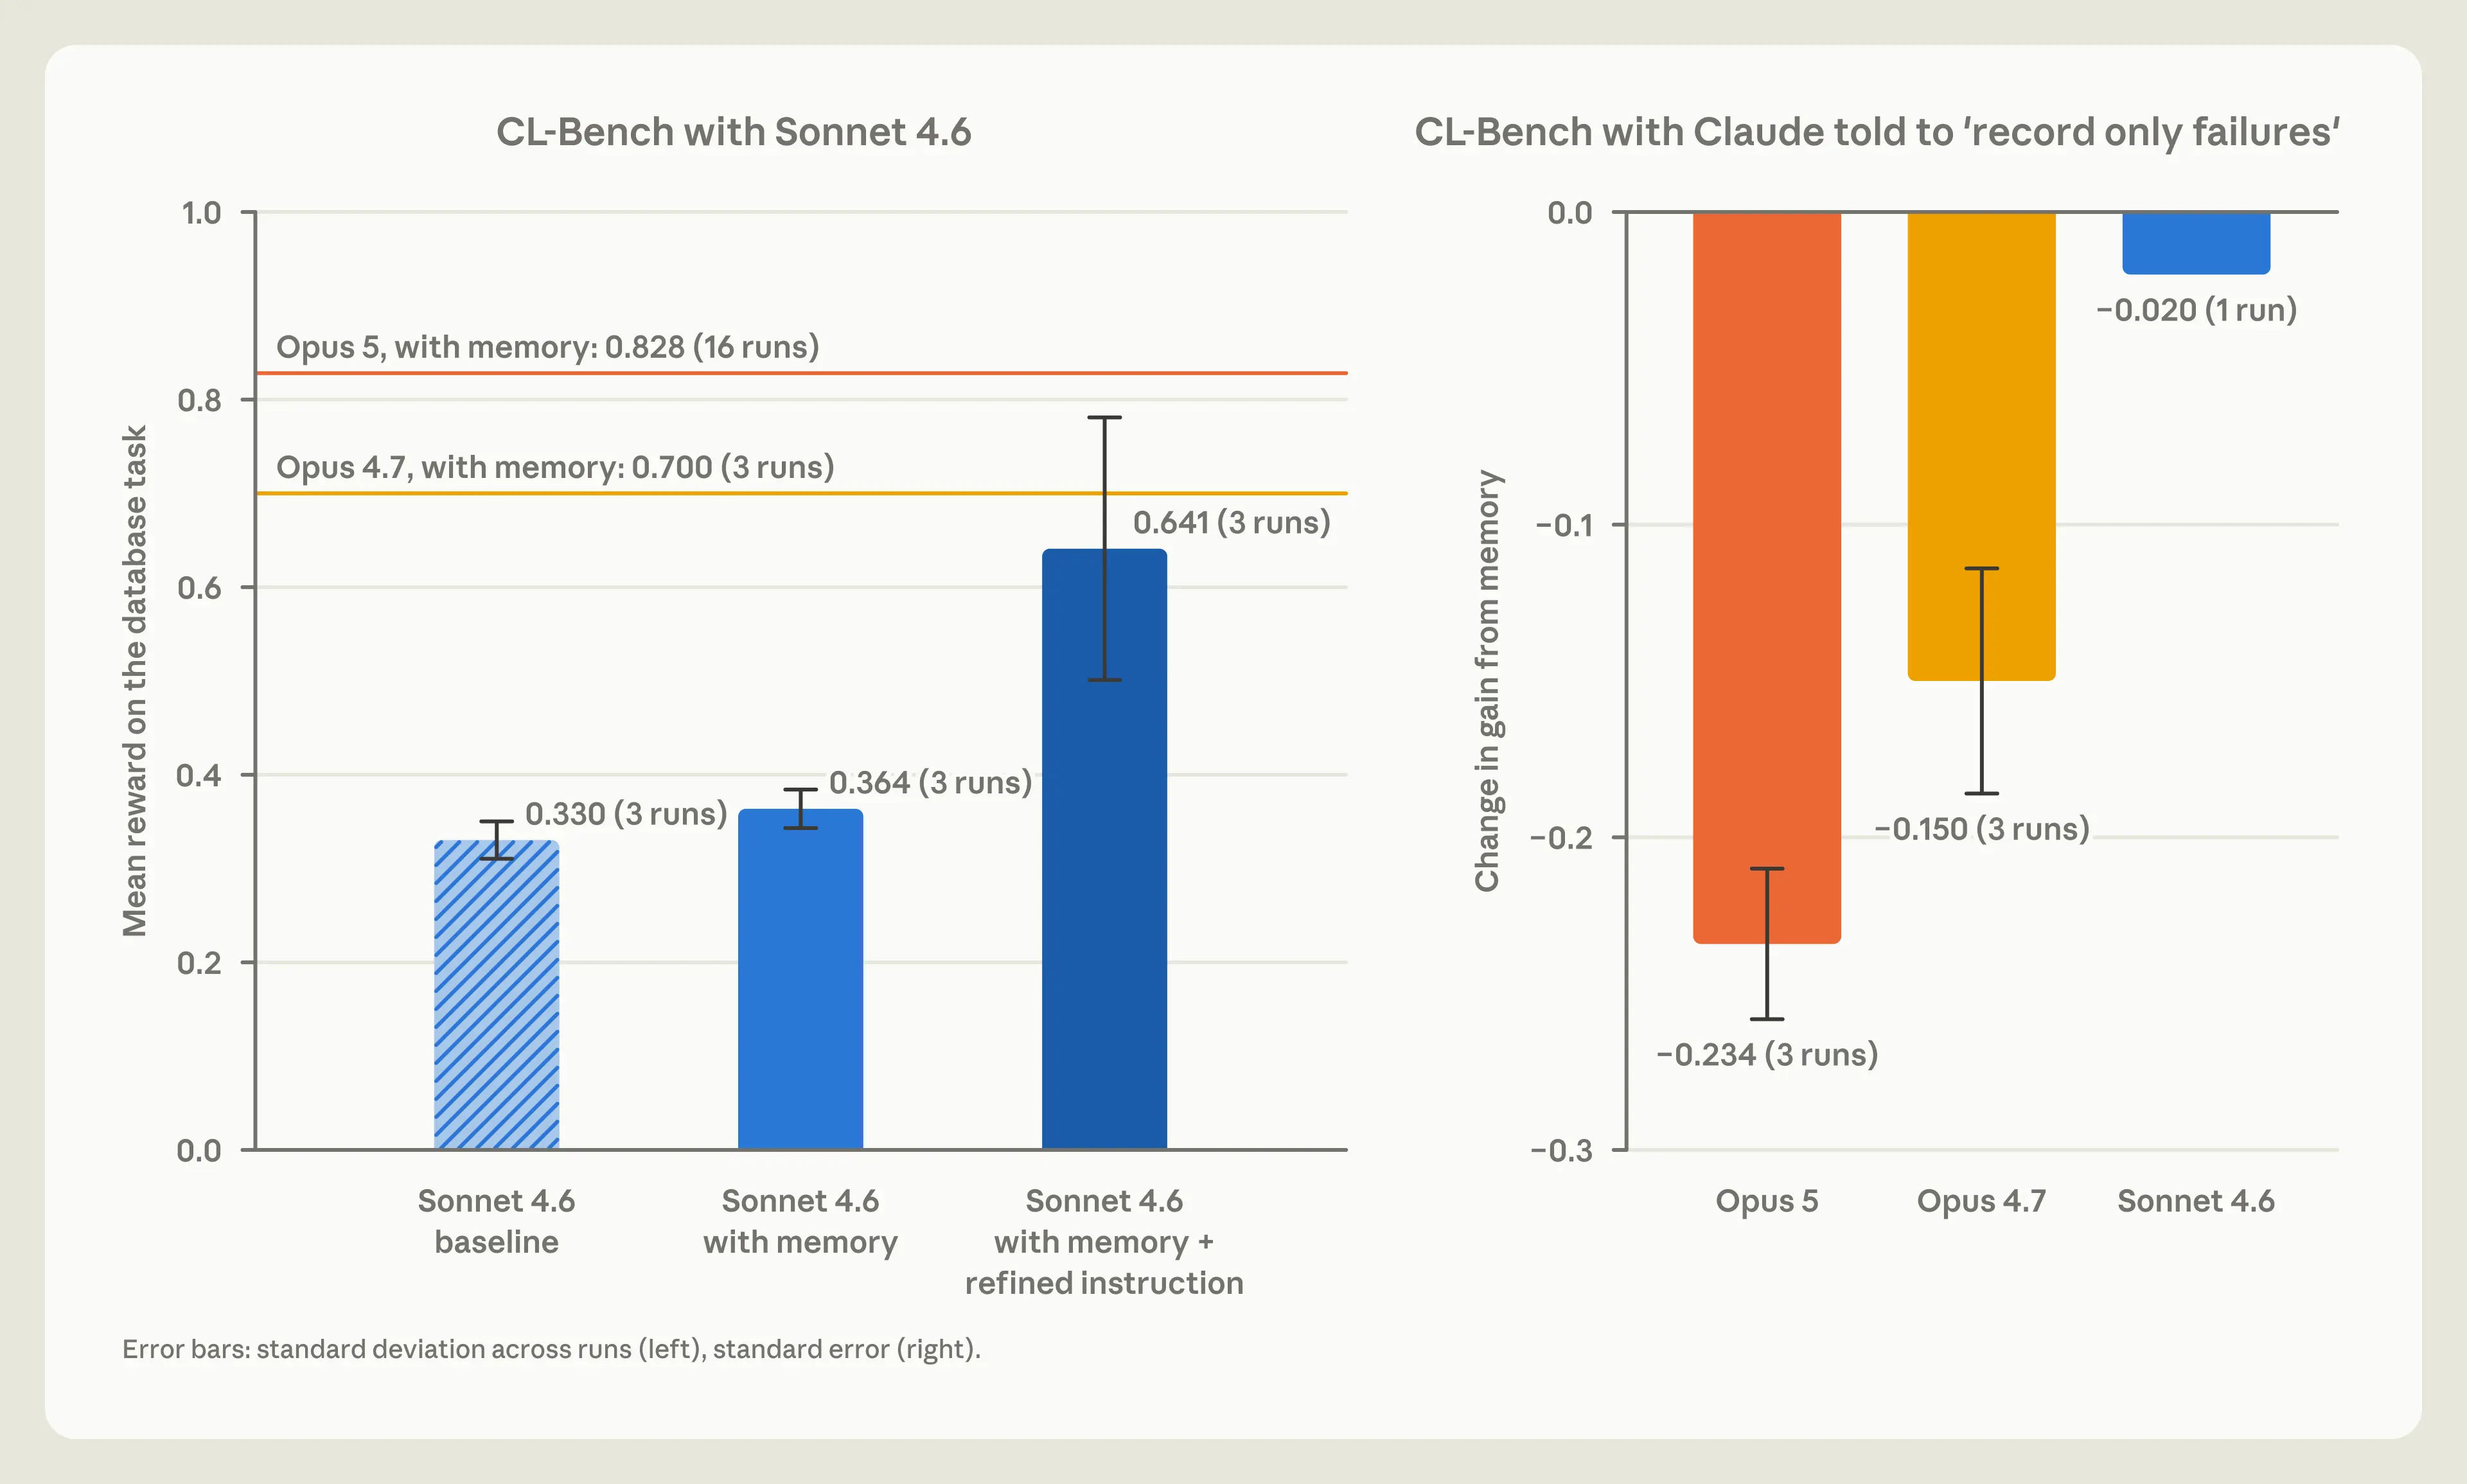 CL-Bench with Sonnet 4.6
Mean reward on the database task
1.0
0.8
0.6
0.4
0.2
0.0
Opus 5, with memory: 0.828 (16 runs)
Opus 4.7, with memory: 0.700 (3 runs)
0.330 (3 runs)
0.364 (3 runs)
0.641 (3 runs)
Sonnet 4.6
baseline
Sonnet 4.6
with memory
Sonnet 4.6
with memory +
refined instruction
CL-Bench with Claude told to 'record only failures'
Change in gain from memory
0.0
−0.1
−0.2
−0.3
−0.234 (3 runs)
−0.150 (3 runs)
−0.020 (1 run)
Opus 5
Opus 4.7
Sonnet 4.6
Error bars: standard deviation across runs (left), standard error (right).